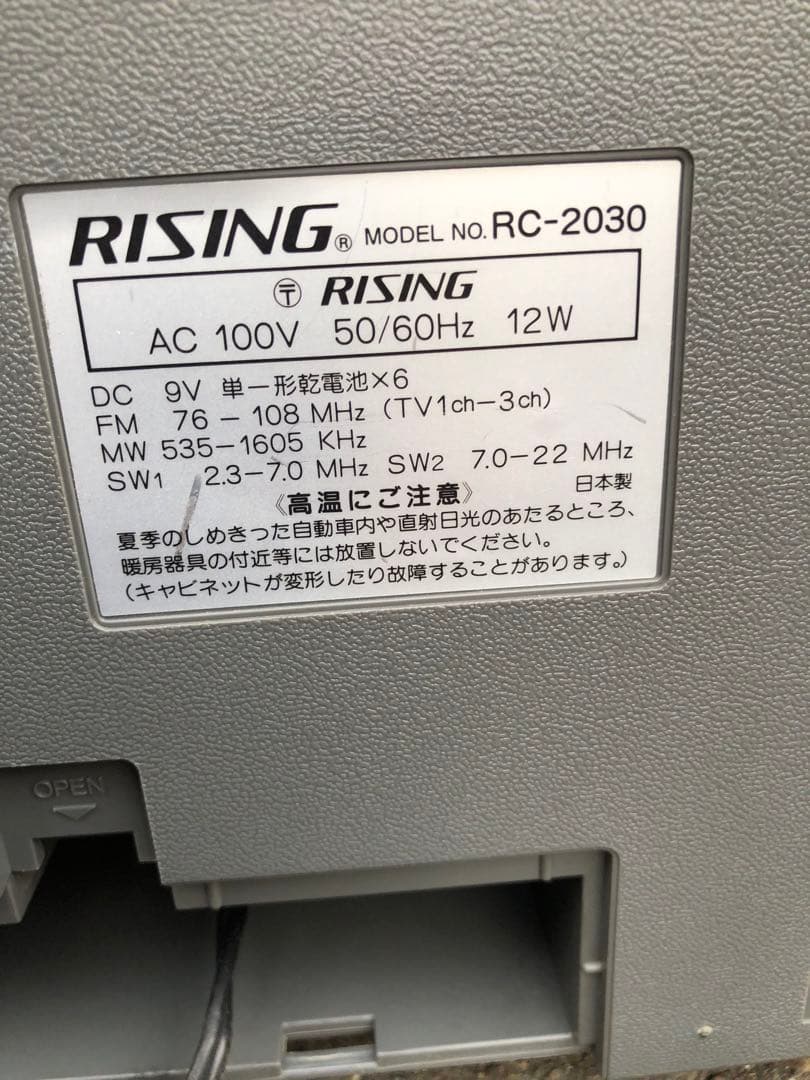 RISING® MODEL NO. RC-2030
〒 RISING
AC 100V 50/60Hz 12W
DC 9V 単一形乾電池×6
FM 76-108 MHz (TV1ch-3ch)
MW 535-1605 KHz
SW1 2.3-7.0 MHz SW2 7.0-22 MHz
《高温にご注意》 日本製
夏季のしめきった自動車内や直射日光のあたるところ、
暖房器具の付近等には放置しないでください。
(キャビネットが変形したり故障することがあります。)
OPEN